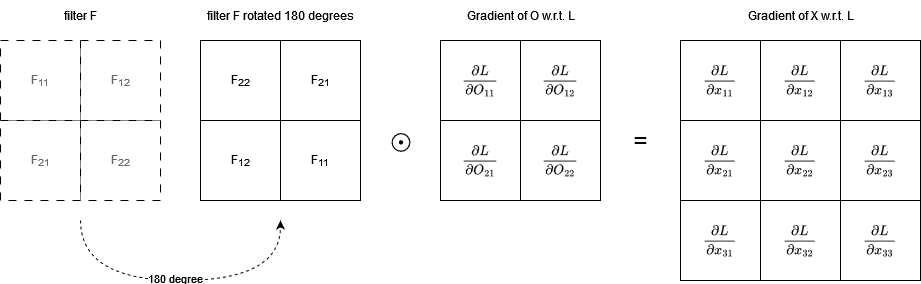 filter F
filter F rotated 180 degrees
Gradient of O w.r.t. L
Gradient of X w.r.t. L
F11 F12
F22 F21
∂L/∂O11 ∂L/∂O12
∂L/∂x11 ∂L/∂x12 ∂L/∂x13
⊙
=
F21 F22
F12 F11
∂L/∂O21 ∂L/∂O22
∂L/∂x21 ∂L/∂x22 ∂L/∂x23
∂L/∂x31 ∂L/∂x32 ∂L/∂x33
180 degree